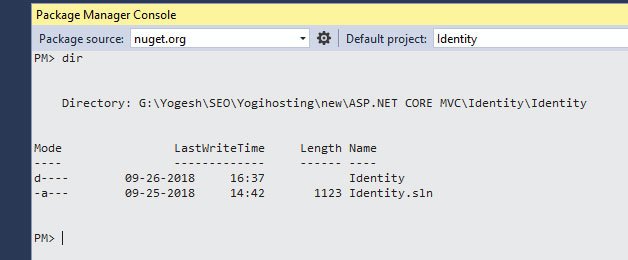 Package Manager Console
Package source: nuget.org Default project: Identity
PM> dir
Directory: G:\Yogesh\SEO\Yogihosting\new\ASP.NET CORE MVC\Identity\Identity
Mode LastWriteTime Length Name
---- ------------- ------ ----
d---- 09-26-2018 16:37 Identity
-a--- 09-25-2018 14:42 1123 Identity.sln
PM>